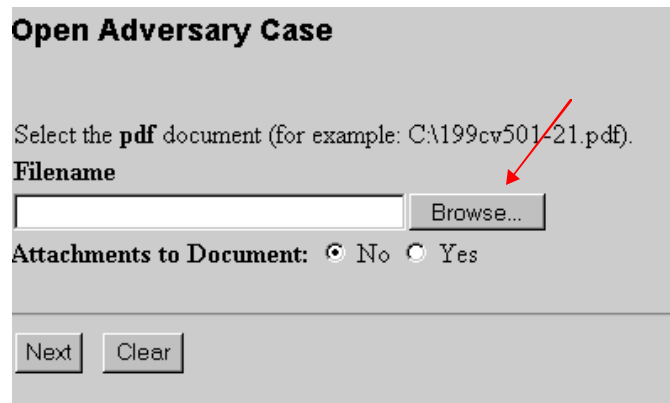 Open Adversary Case
Select the pdf document (for example: C:\199cv501-21.pdf).
Filename
Browse...
Attachments to Document: No Yes
Next Clear